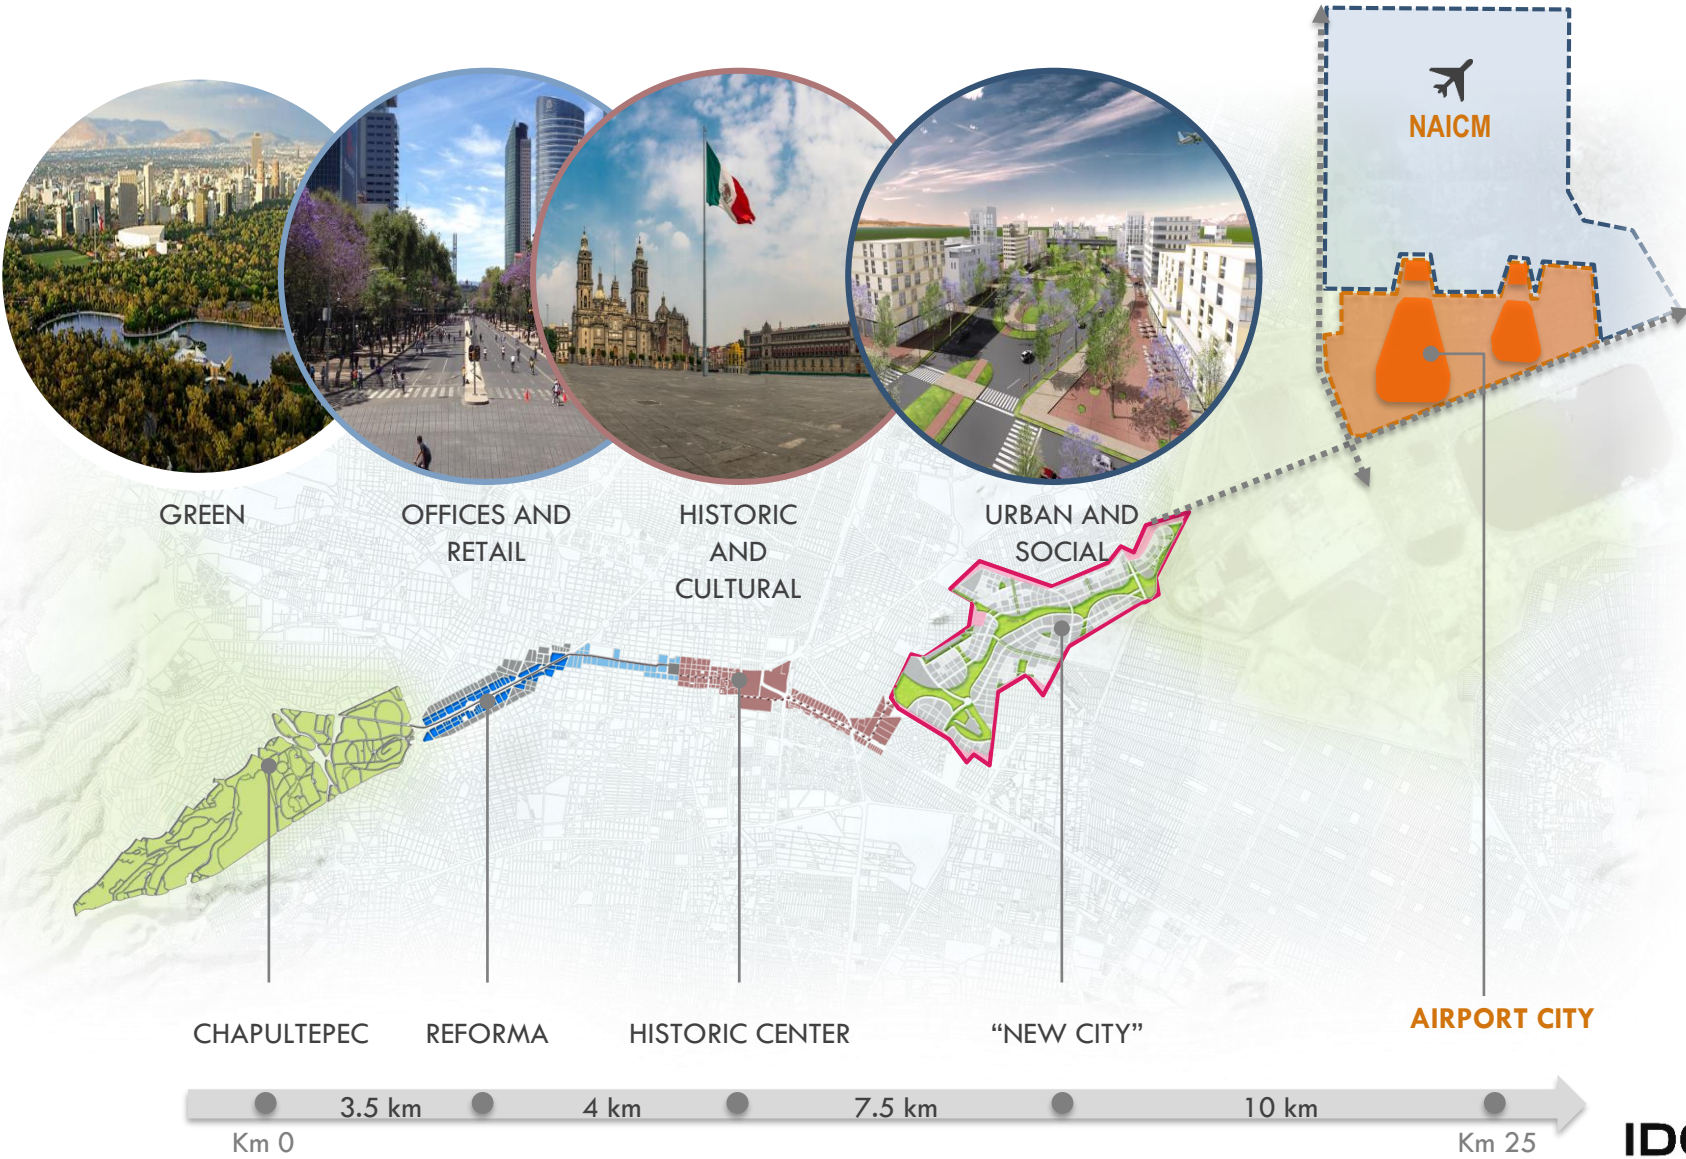 NAICM
GREEN
OFFICES AND
RETAIL
HISTORIC
AND
CULTURAL
URBAN AND
SOCIAL
CHAPULTEPEC
REFORMA
HISTORIC CENTER
“NEW CITY”
AIRPORT CITY
3.5 km
4 km
7.5 km
10 km
Km 0
Km 25